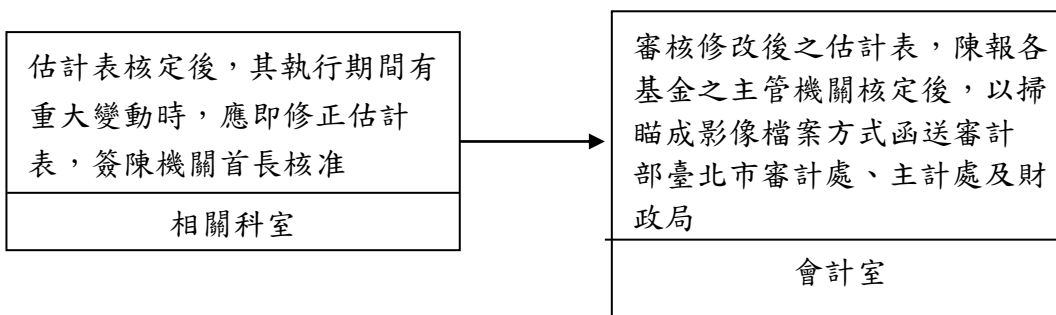 估計表核定後，其執行期間有
重大變動時，應即修正估計
表，簽陳機關首長核准
相關科室
審核修改後之估計表，陳報各
基金之主管機關核定後，以掃
瞄成影像檔案方式函送審計
部臺北市審計處、主計處及財
政局
會計室